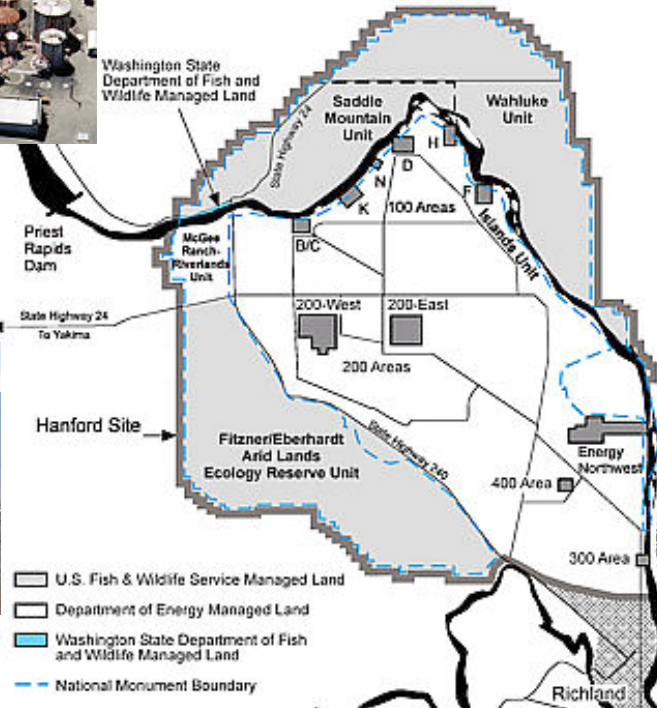 Washington State
Department of Fish and
Wildlife Managed Land
Saddle
Mountain
Unit
Wahluke
Unit
State Highway 24
H
D
N
K
F
100 Areas
B/C
Islands Unit
Priest
Rapids
Dam
McGee
Ranch-
Riverlands
Unit
State Highway 24
To Yakima
200-West
200-East
200 Areas
Hanford Site
Fitzner/Eberhardt
Arid Lands
Ecology Reserve Unit
State Highway 240
Energy
Northwest
400 Area
300 Area
U.S. Fish & Wildlife Service Managed Land
Department of Energy Managed Land
Washington State Department of Fish
and Wildlife Managed Land
National Monument Boundary
Richland